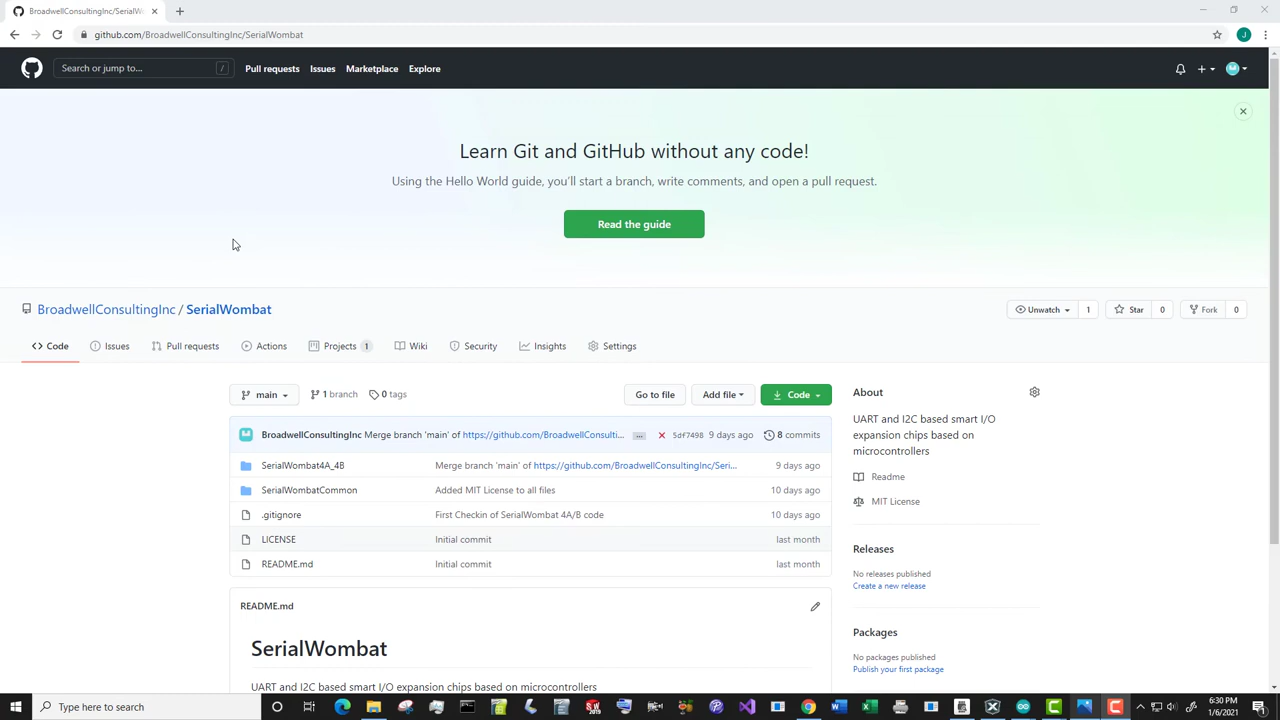 BroadwellConsultingInc/SerialW
github.com/BroadwellConsultingInc/SerialWombat
J
Search or jump to... /
Pull requests Issues Marketplace Explore
Learn Git and GitHub without any code!
Using the Hello World guide, you'll start a branch, write comments, and open a pull request.
Read the guide
BroadwellConsultingInc / SerialWombat
Unwatch 1 Star 0 Fork 0
Code Issues Pull requests Actions Projects 1 Wiki Security Insights Settings
main 1 branch 0 tags Go to file Add file Code
About
UART and I2C based smart I/O
expansion chips based on
microcontrollers
BroadwellConsultingInc Merge branch 'main' of https://github.com/BroadwellConsulti... ... 5df7498 9 days ago 8 commits
SerialWombat4A_4B Merge branch 'main' of https://github.com/BroadwellConsultingInc/Seri... 9 days ago
Readme
SerialWombatCommon Added MIT License to all files 10 days ago
MIT License
.gitignore First Checkin of SerialWombat 4A/B code 10 days ago
LICENSE Initial commit last month
README.md Initial commit last month
Releases
No releases published
Create a new release
README.md
SerialWombat
UART and I2C based smart I/O expansion chips based on microcontrollers
Packages
No packages published
Publish your first package
Type here to search
6:30 PM
1/6/2021